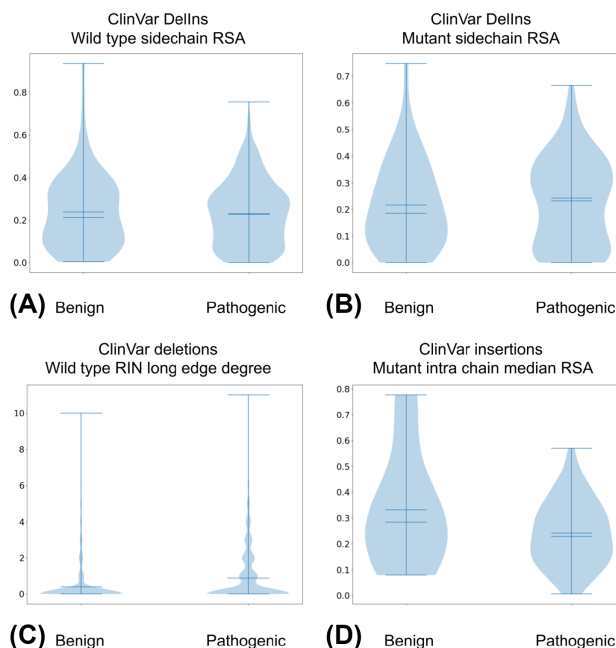 ClinVar DelIns
Wild type sidechain RSA
0.8
0.6
0.4
0.2
0.0
(A)
Benign
Pathogenic
ClinVar DelIns
Mutant sidechain RSA
0.7
0.6
0.5
0.4
0.3
0.2
0.1
0.0
(B)
Benign
Pathogenic
ClinVar deletions
Wild type RIN long edge degree
10
8
6
4
2
0
(C)
Benign
Pathogenic
ClinVar insertions
Mutant intra chain median RSA
0.8
0.7
0.6
0.5
0.4
0.3
0.2
0.1
0.0
(D)
Benign
Pathogenic